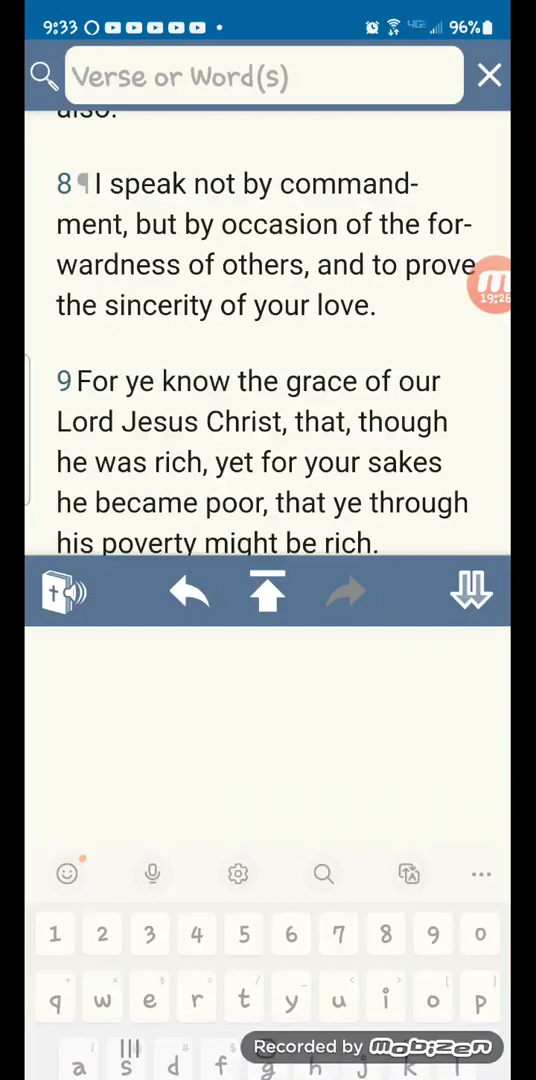 9:33 96%
Verse or Word(s)
also.
8 ¶ I speak not by command-
ment, but by occasion of the for-
wardness of others, and to prove
the sincerity of your love.
19:26
9 For ye know the grace of our
Lord Jesus Christ, that, though
he was rich, yet for your sakes
he became poor, that ye through
his poverty might be rich.
1 2 3 4 5 6 7 8 9 0
q w e r t y u i o p
a s d f g h j k l
Recorded by mobizen